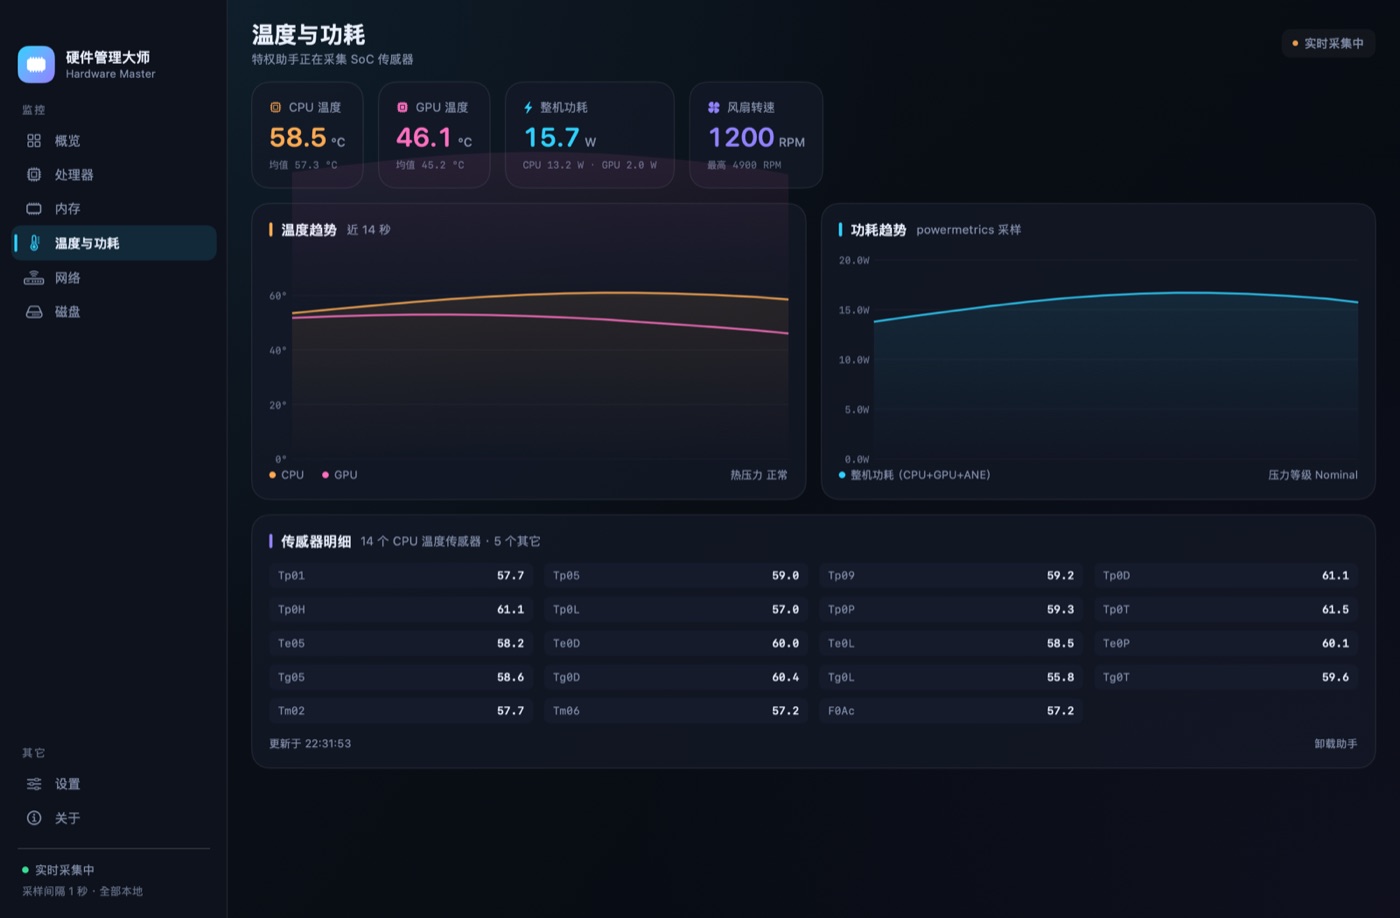 硬件管理大师
Hardware Master
监控
概览
处理器
内存
温度与功耗
网络
磁盘
其它
设置
关于
实时采集中
采样间隔 1 秒 · 全部本地
温度与功耗
特权助手正在采集 SoC 传感器
实时采集中
CPU 温度
58.5 °C
均值 57.3 °C
GPU 温度
46.1 °C
均值 45.2 °C
整机功耗
15.7 W
CPU 13.2 W · GPU 2.0 W
风扇转速
1200 RPM
最高 4900 RPM
温度趋势 近 14 秒
60°
40°
20°
0°
CPU GPU
热压力 正常
功耗趋势 powermetrics 采样
20.0W
15.0W
10.0W
5.0W
0.0W
整机功耗 (CPU+GPU+ANE)
压力等级 Nominal
传感器明细 14 个 CPU 温度传感器 · 5 个其它
Tp01 57.7 Tp05 59.0 Tp09 59.2 Tp0D 61.1
Tp0H 61.1 Tp0L 57.0 Tp0P 59.3 Tp0T 61.5
Te05 58.2 Te0D 60.0 Te0L 58.5 Te0P 60.1
Tg05 58.6 Tg0D 60.4 Tg0L 55.8 Tg0T 59.6
Tm02 57.7 Tm06 57.2 F0Ac 57.2
更新于 22:31:53
卸载助手